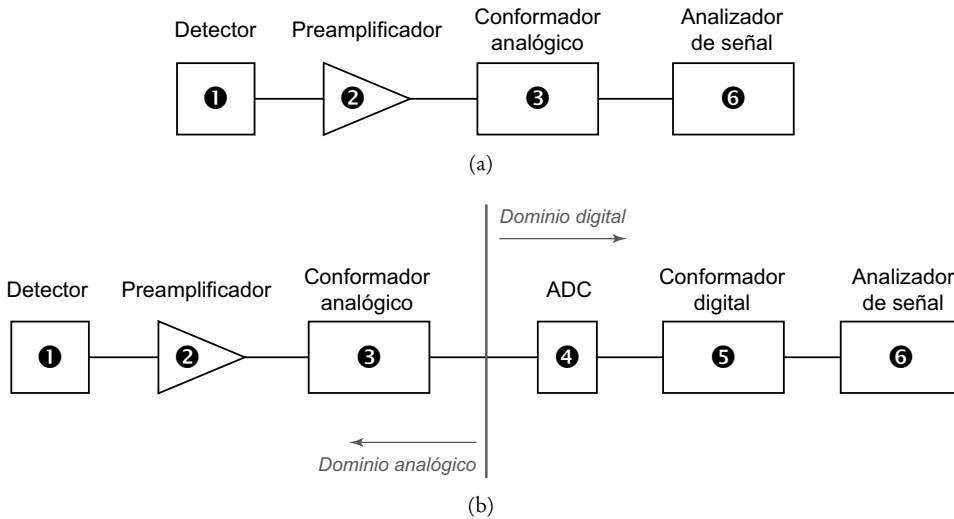 Detector
Preamplificador
Conformador
analógico
Analizador
de señal
❶
❷
❸
❻
(a)
Dominio digital
Detector
Preamplificador
Conformador
analógico
ADC
Conformador
digital
Analizador
de señal
❶
❷
❸
❹
❺
❻
Dominio analógico
(b)